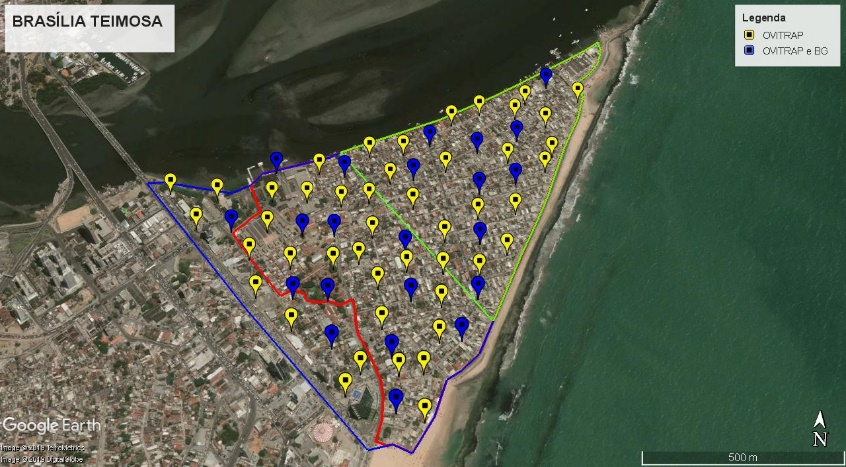 BRASÍLIA TEIMOSA
Legenda
OVITRAP
OVITRAP e BG
Google Earth
N
500 m